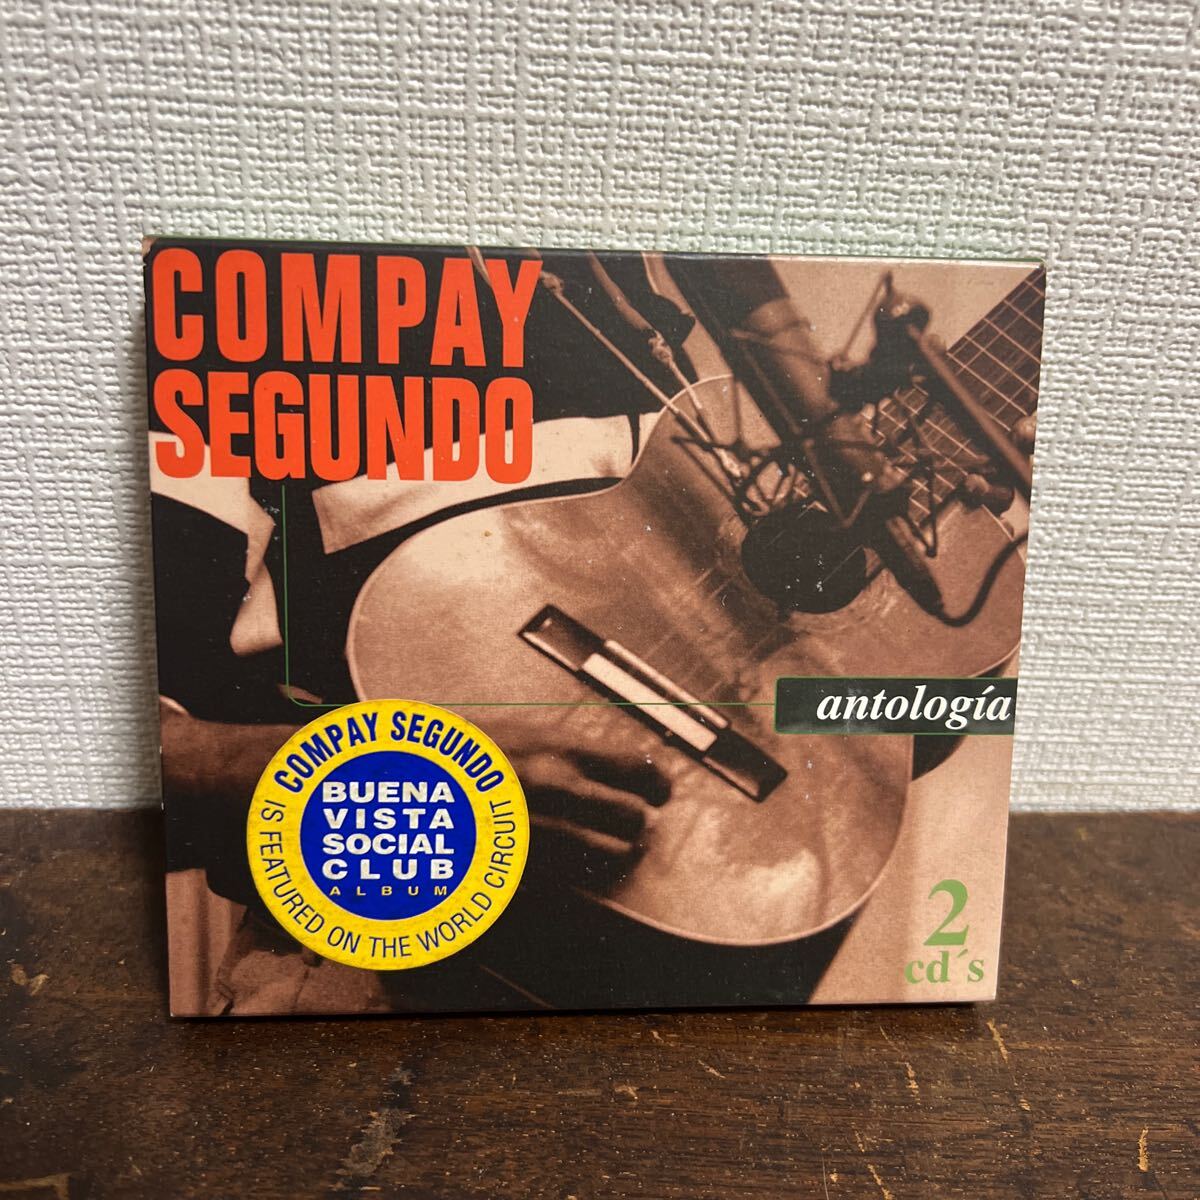 COMPAY
SEGUNDO
antología
COMPAY SEGUNDO
BUENA
VISTA
SOCIAL
CLUB
ALBUM
IS FEATURED ON THE WORLD CIRCUIT
2
cd´s